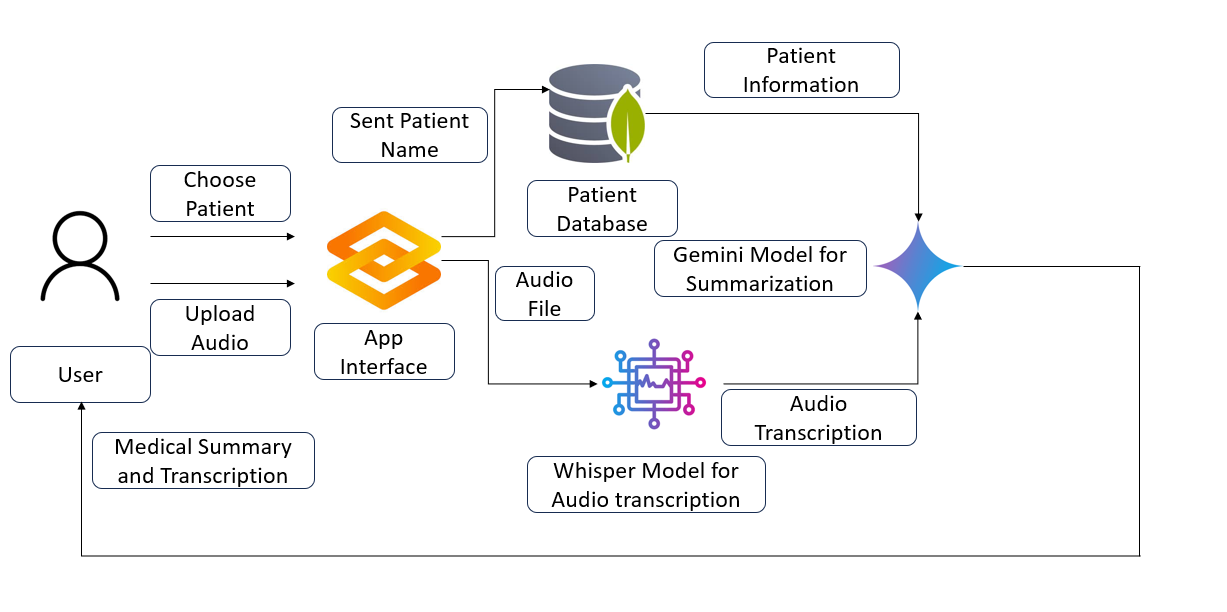 Patient
Information
Sent Patient
Name
Choose
Patient
Patient
Database
Gemini Model for
Summarization
Audio
File
Upload
Audio
App
Interface
User
Audio
Transcription
Medical Summary
and Transcription
Whisper Model for
Audio transcription